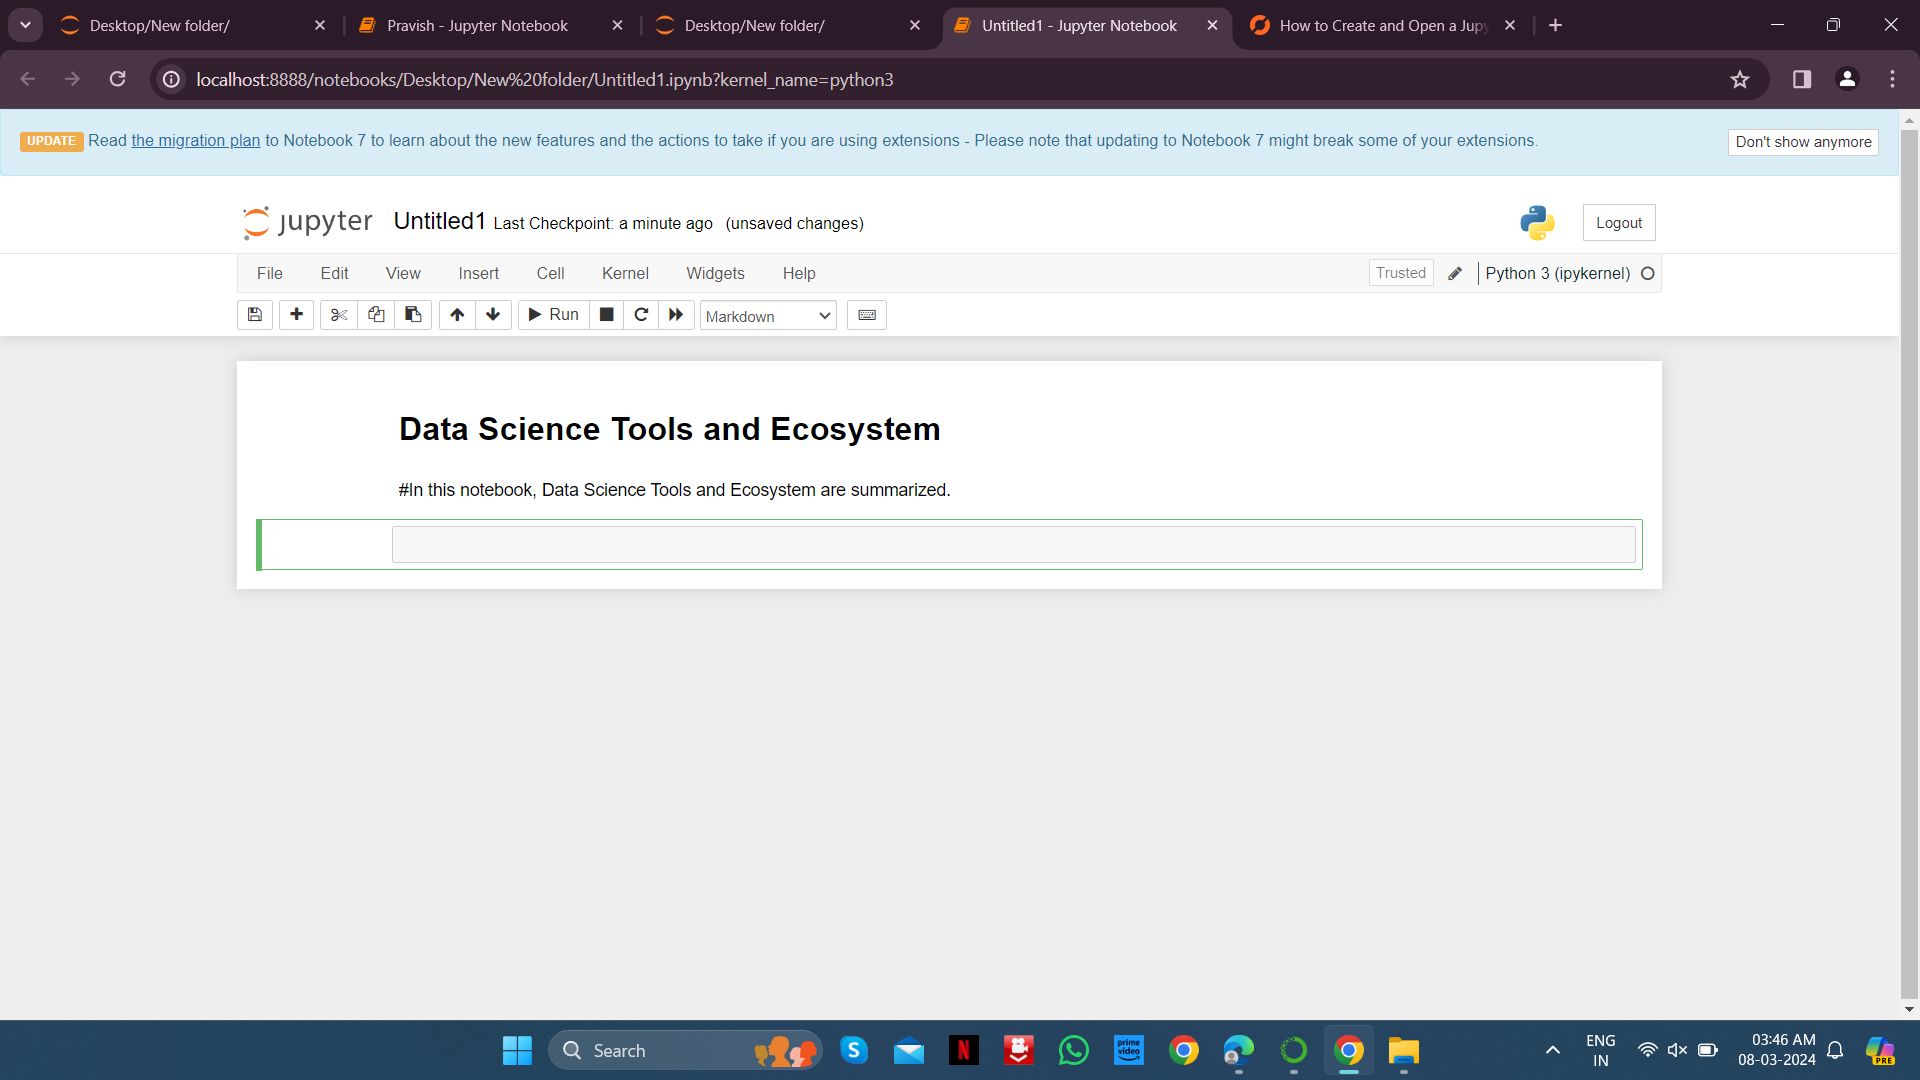 Desktop/New folder/
Pravish - Jupyter Notebook
Desktop/New folder/
Untitled1 - Jupyter Notebook
How to Create and Open a Jupy
localhost:8888/notebooks/Desktop/New%20folder/Untitled1.ipynb?kernel_name=python3
UPDATE Read the migration plan to Notebook 7 to learn about the new features and the actions to take if you are using extensions - Please note that updating to Notebook 7 might break some of your extensions.
Don't show anymore
jupyter Untitled1 Last Checkpoint: a minute ago (unsaved changes)
Logout
File Edit View Insert Cell Kernel Widgets Help
Trusted
Python 3 (ipykernel)
Run
Markdown
Data Science Tools and Ecosystem
#In this notebook, Data Science Tools and Ecosystem are summarized.
Search
S
N
prime
video
ENG
IN
03:46 AM
08-03-2024
PRE